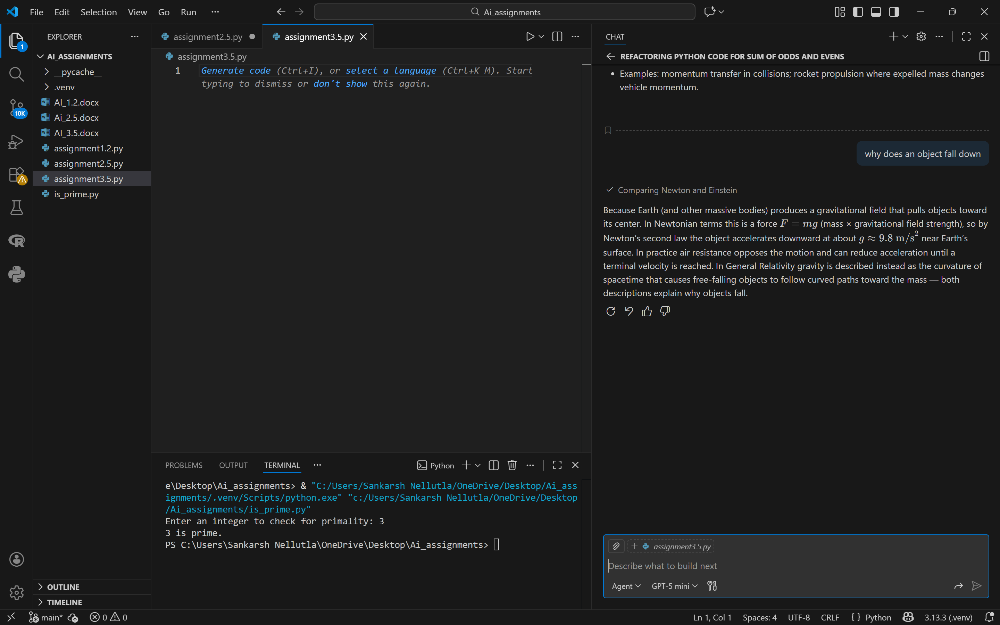 File Edit Selection View Go Run ···
Ai_assignments
EXPLORER
1
AI_ASSIGNMENTS
__pycache__
.venv
AI_1.2.docx
10K
Ai_2.5.docx
AI_3.5.docx
assignment1.2.py
assignment2.5.py
assignment3.5.py
is_prime.py
OUTLINE
TIMELINE
assignment2.5.py
assignment3.5.py
assignment3.5.py
1 Generate code (Ctrl+I), or select a language (Ctrl+K M). Start
typing to dismiss or don't show this again.
PROBLEMS OUTPUT TERMINAL ··· Python
e\Desktop\Ai_assignments> & "C:/Users/Sankarsh Nellutla/OneDrive/Desktop/Ai_ass
ignments/.venv/Scripts/python.exe" "c:/Users/Sankarsh Nellutla/OneDrive/Desktop
/Ai_assignments/is_prime.py"
Enter an integer to check for primality: 3
3 is prime.
PS C:\Users\Sankarsh Nellutla\OneDrive\Desktop\Ai_assignments>
CHAT
REFACTORING PYTHON CODE FOR SUM OF ODDS AND EVENS
• Examples: momentum transfer in collisions; rocket propulsion where expelled mass changes
vehicle momentum.
why does an object fall down
Comparing Newton and Einstein
Because Earth (and other massive bodies) produces a gravitational field that pulls objects toward
its center. In Newtonian terms this is a force F = mg (mass × gravitational field strength), so by
Newton’s second law the object accelerates downward at about g ≈ 9.8 m/s² near Earth’s
surface. In practice air resistance opposes the motion and can reduce acceleration until a
terminal velocity is reached. In General Relativity gravity is described instead as the curvature of
spacetime that causes free-falling objects to follow curved paths toward the mass — both
descriptions explain why objects fall.
assignment3.5.py
Describe what to build next
Agent GPT-5 mini
main* 0 0 Ln 1, Col 1 Spaces: 4 UTF-8 CRLF { } Python 3.13.3 (.venv)